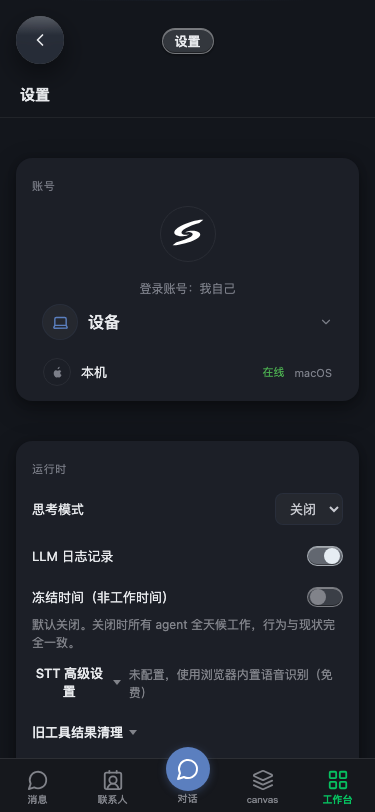 设置
设置
账号
登录账号：我自己
设备
本机 在线 macOS
运行时
思考模式 关闭
LLM 日志记录
冻结时间（非工作时间）
默认关闭。关闭时所有 agent 全天候工作，行为与现状完
全一致。
STT 高级设
置
未配置，使用浏览器内置语音识别（免
费）
旧工具结果清理
消息 联系人 对话 canvas 工作台